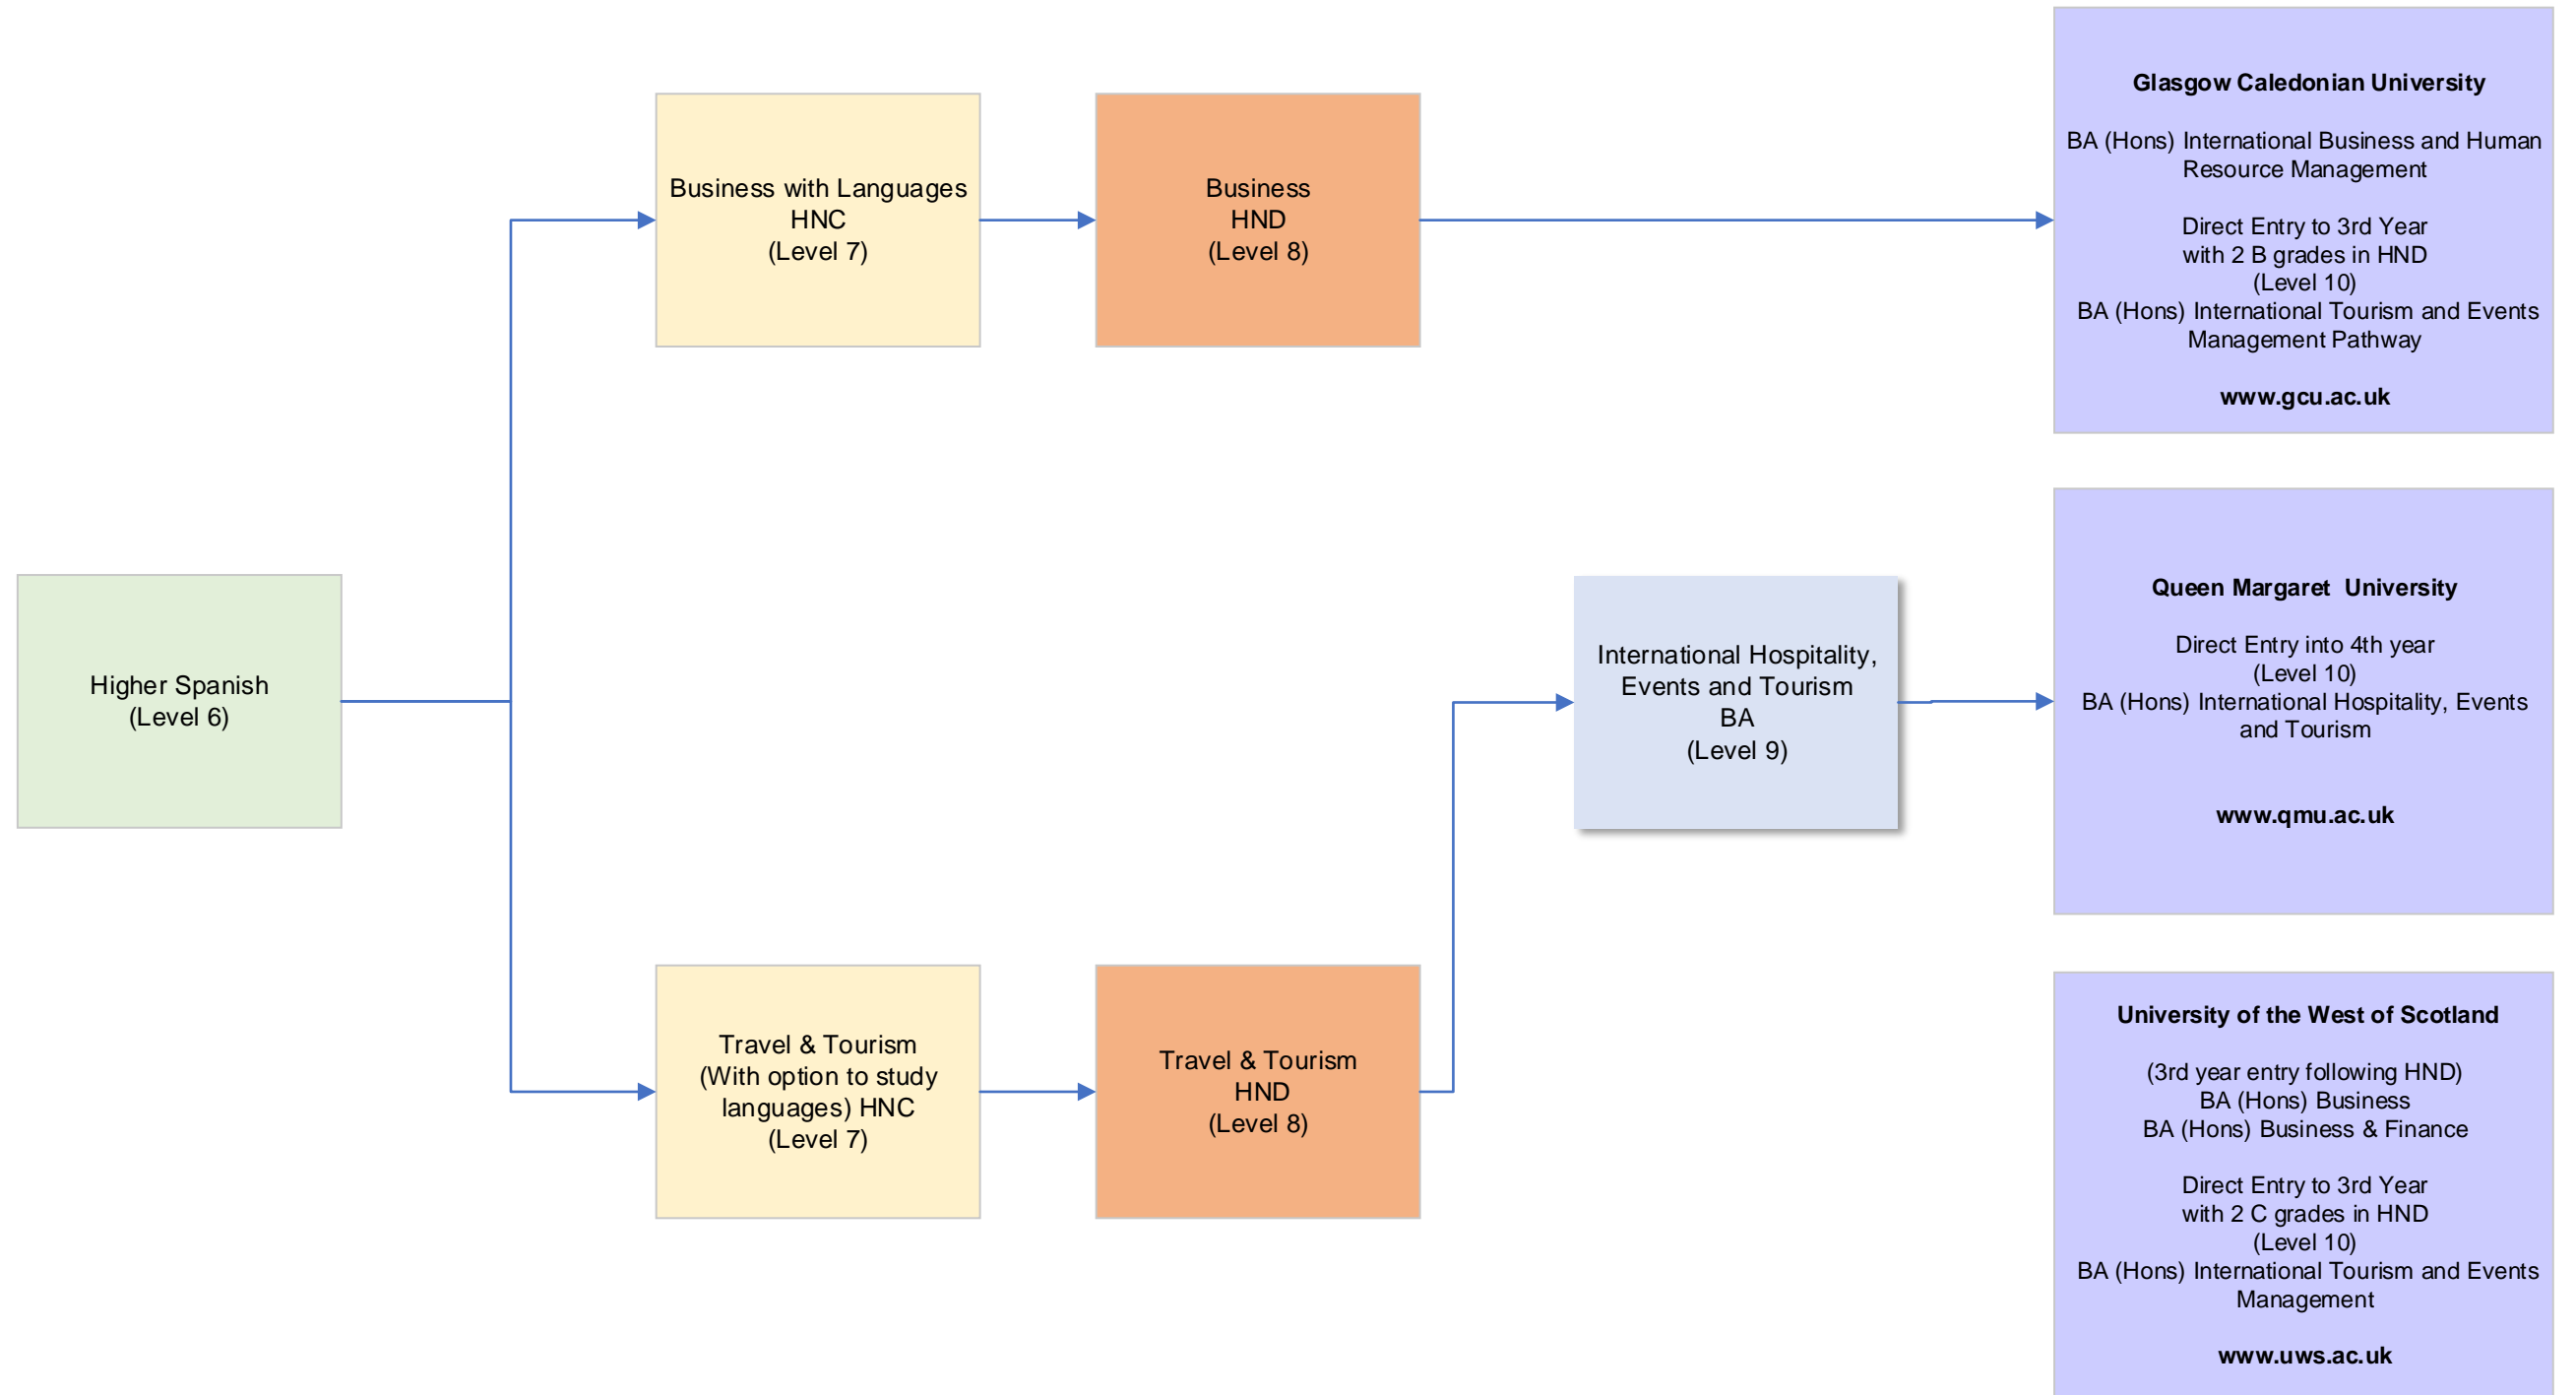 Higher Spanish
(Level 6)
Business with Languages
HNC
(Level 7)
Business
HND
(Level 8)
Travel & Tourism
(With option to study
languages) HNC
(Level 7)
Travel & Tourism
HND
(Level 8)
International Hospitality,
Events and Tourism
BA
(Level 9)
Glasgow Caledonian University
BA (Hons) International Business and Human
Resource Management
Direct Entry to 3rd Year
with 2 B grades in HND
(Level 10)
BA (Hons) International Tourism and Events
Management Pathway
www.gcu.ac.uk
Queen Margaret  University
Direct Entry into 4th year
(Level 10)
BA (Hons) International Hospitality, Events
and Tourism
www.qmu.ac.uk
University of the West of Scotland
(3rd year entry following HND)
BA (Hons) Business
BA (Hons) Business & Finance
Direct Entry to 3rd Year
with 2 C grades in HND
(Level 10)
BA (Hons) International Tourism and Events
Management
www.uws.ac.uk